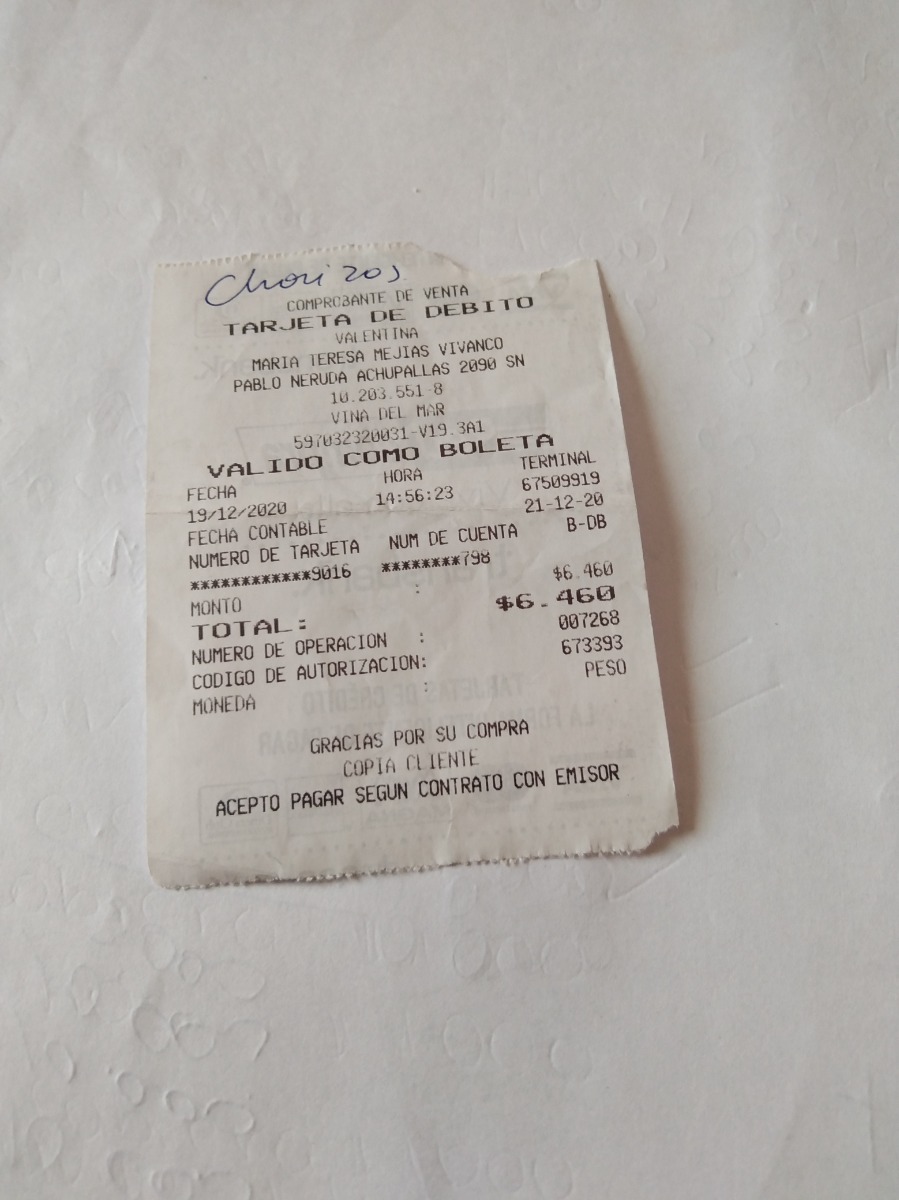 Chorizos
COMPROBANTE DE VENTA
TARJETA DE DEBITO
VALENTINA
MARIA TERESA MEJIAS VIVANCO
PABLO NERUDA ACHUPALLAS 2090 SN
10.203.551-8
VINA DEL MAR
597032320031-V19.3A1
VALIDO COMO BOLETA
FECHA HORA TERMINAL
19/12/2020 14:56:23 67509919
FECHA CONTABLE 21-12-20
NUMERO DE TARJETA NUM DE CUENTA B-DB
************9016 ********798
MONTO : $6.460
TOTAL: $6.460
NUMERO DE OPERACION : 007268
CODIGO DE AUTORIZACION: 673393
MONEDA : PESO
GRACIAS POR SU COMPRA
COPIA CLIENTE
ACEPTO PAGAR SEGUN CONTRATO CON EMISOR